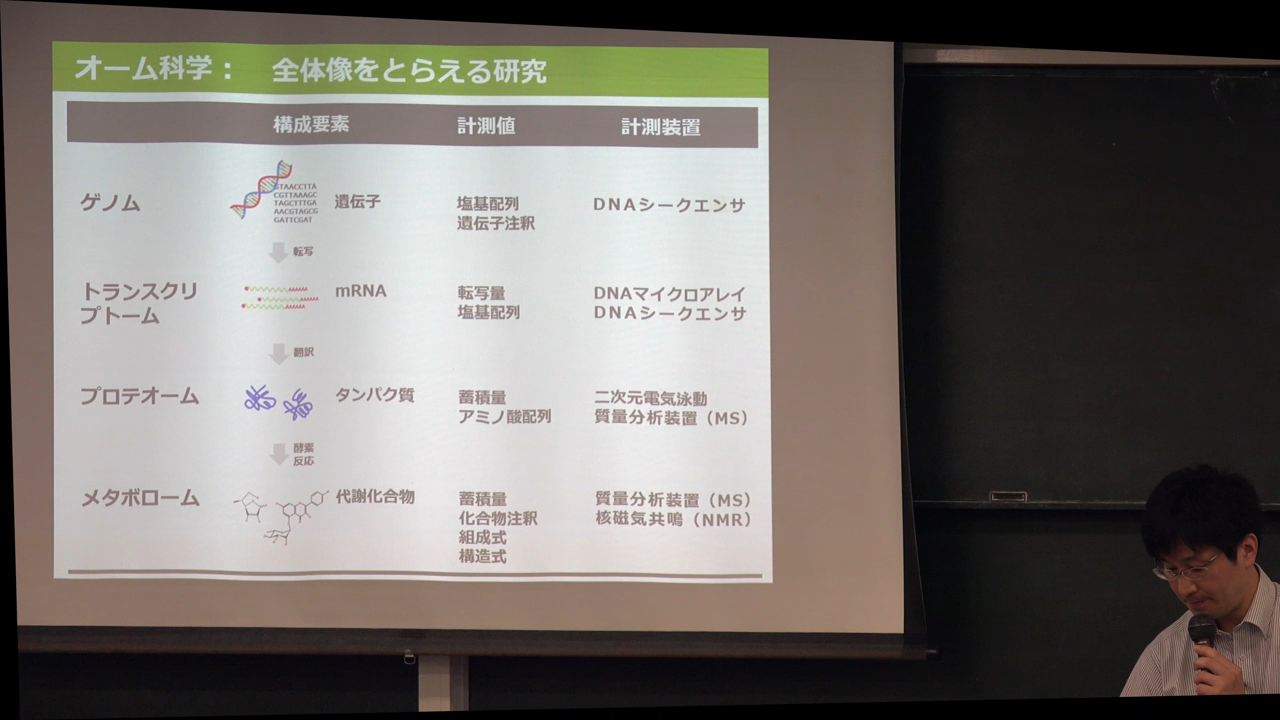 オーム科学： 全体像をとらえる研究
構成要素 計測値 計測装置
ゲノム
GTAACCTTA
CGTTAAAGC
TAGCTTTGA
AACGTAGCG
GATTCGAT
遺伝子
塩基配列
遺伝子注釈
DNAシークエンサ
転写
トランスクリ
プトーム
mRNA
転写量
塩基配列
DNAマイクロアレイ
DNAシークエンサ
翻訳
プロテオーム
タンパク質
蓄積量
アミノ酸配列
二次元電気泳動
質量分析装置（MS）
酵素
反応
メタボローム
代謝化合物
蓄積量
化合物注釈
組成式
構造式
質量分析装置（MS）
核磁気共鳴（NMR）